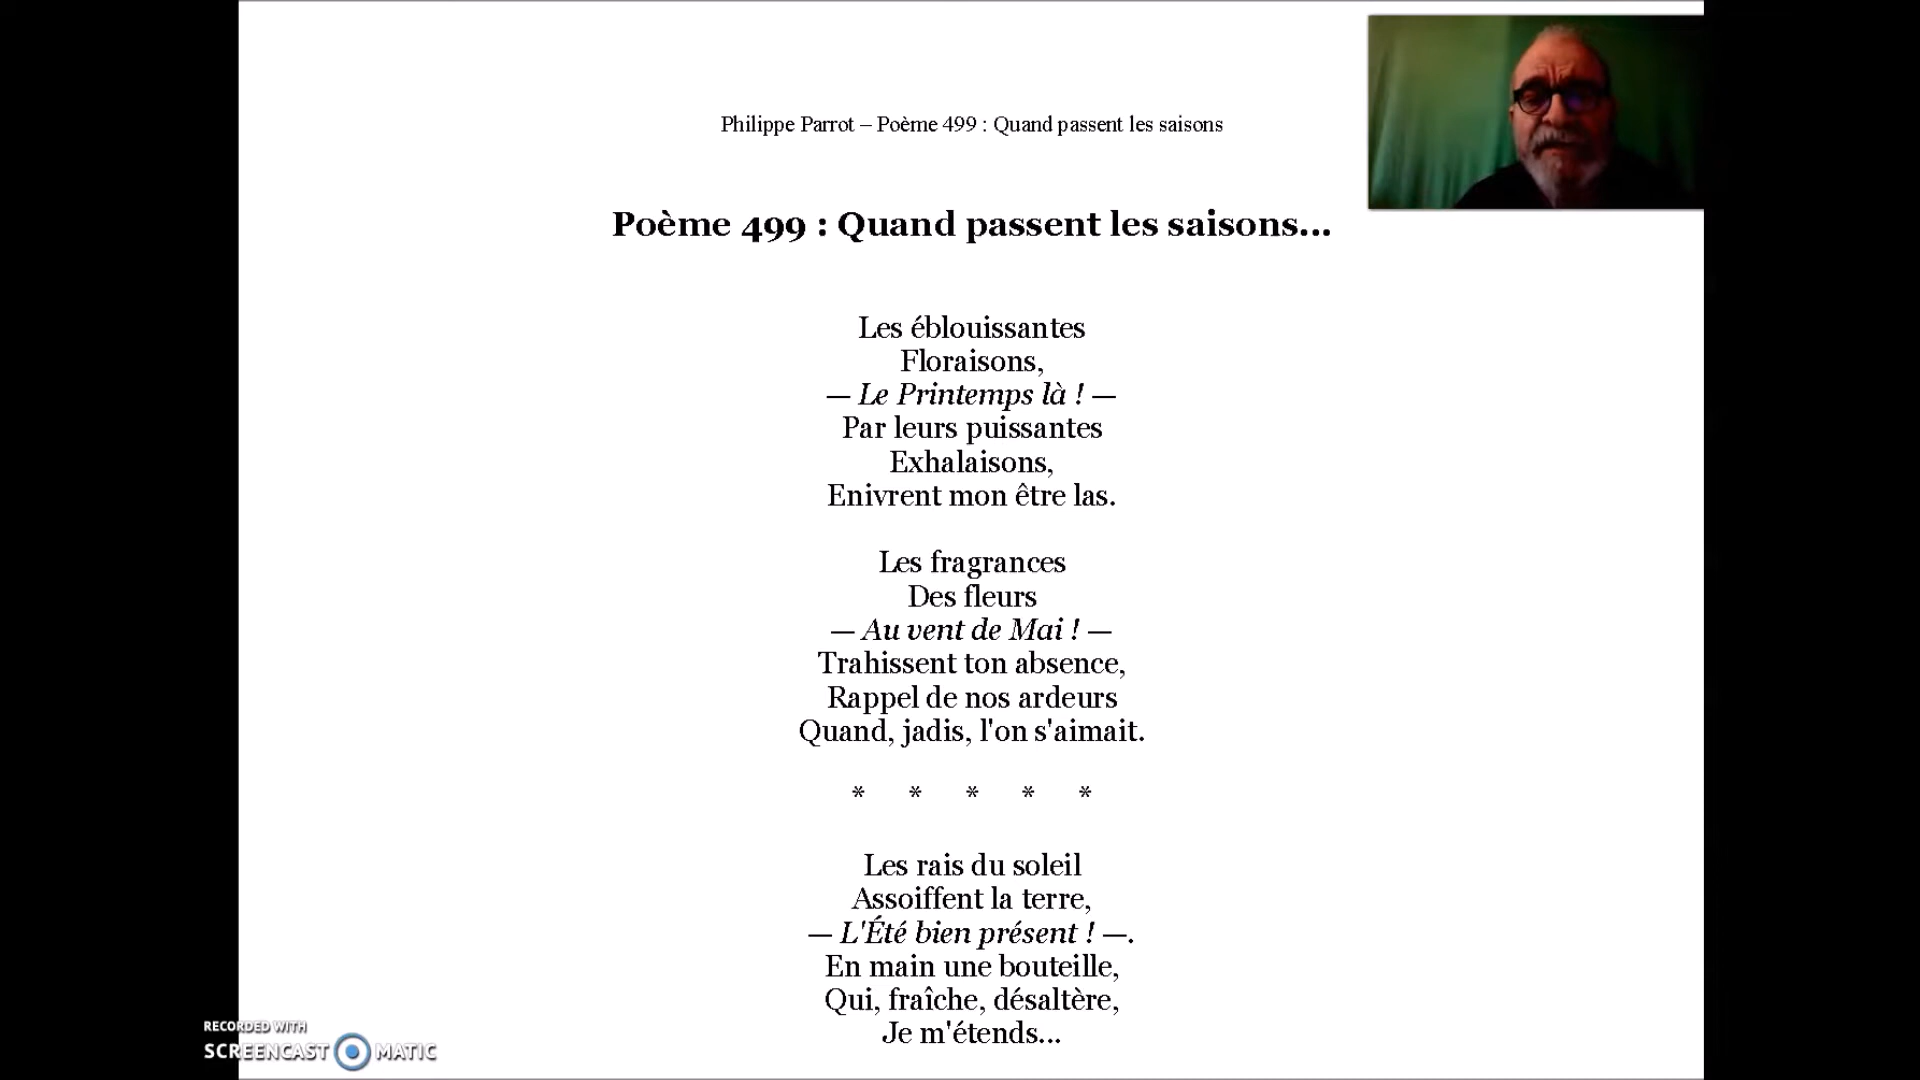 Philippe Parrot – Poème 499 : Quand passent les saisons
Poème 499 : Quand passent les saisons...
Les éblouissantes
Floraisons,
— Le Printemps là ! —
Par leurs puissantes
Exhalaisons,
Enivrent mon être las.
Les fragrances
Des fleurs
— Au vent de Mai ! —
Trahissent ton absence,
Rappel de nos ardeurs
Quand, jadis, l'on s'aimait.
* * * * *
Les rais du soleil
Assoiffent la terre,
— L'Été bien présent ! —.
En main une bouteille,
Qui, fraîche, désaltère,
Je m'étends...
RECORDED WITH
SCREENCAST MATIC